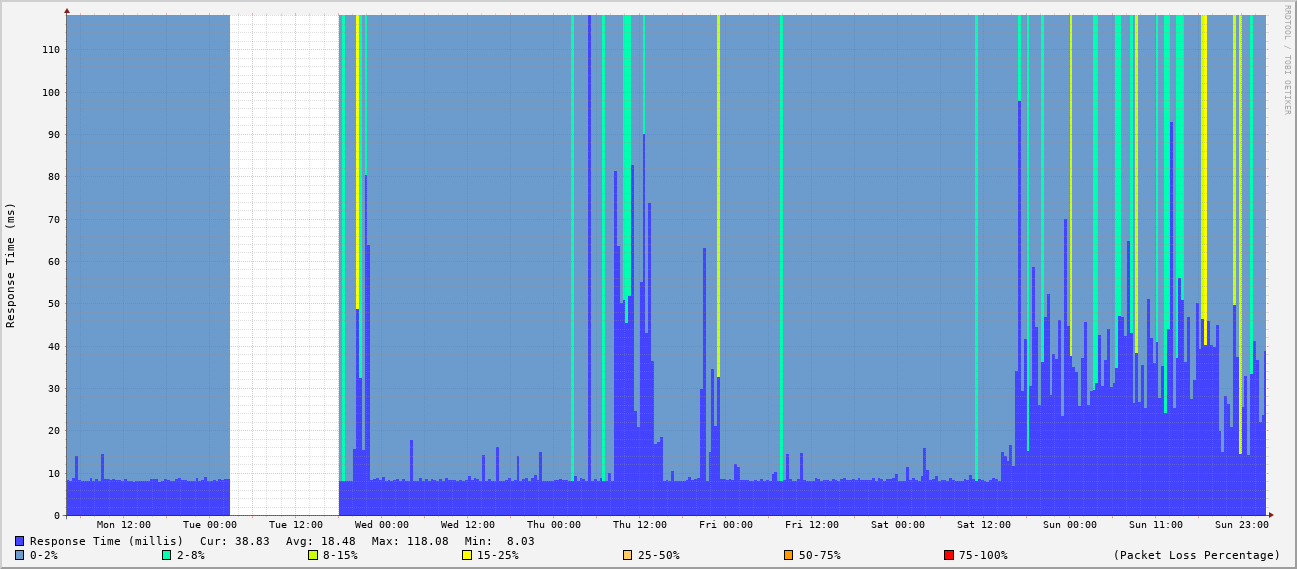 RRDTOOL / TOBI OETIKER
Response Time (ms)
110
100
90
80
70
60
50
40
30
20
10
0
Mon 12:00 Tue 00:00 Tue 12:00 Wed 00:00 Wed 12:00 Thu 00:00 Thu 12:00 Fri 00:00 Fri 12:00 Sat 00:00 Sat 12:00 Sun 00:00 Sun 11:00 Sun 23:00
Response Time (millis) Cur: 38.83 Avg: 18.48 Max: 118.08 Min: 8.03
0-2% 2-8% 8-15% 15-25% 25-50% 50-75% 75-100% (Packet Loss Percentage)